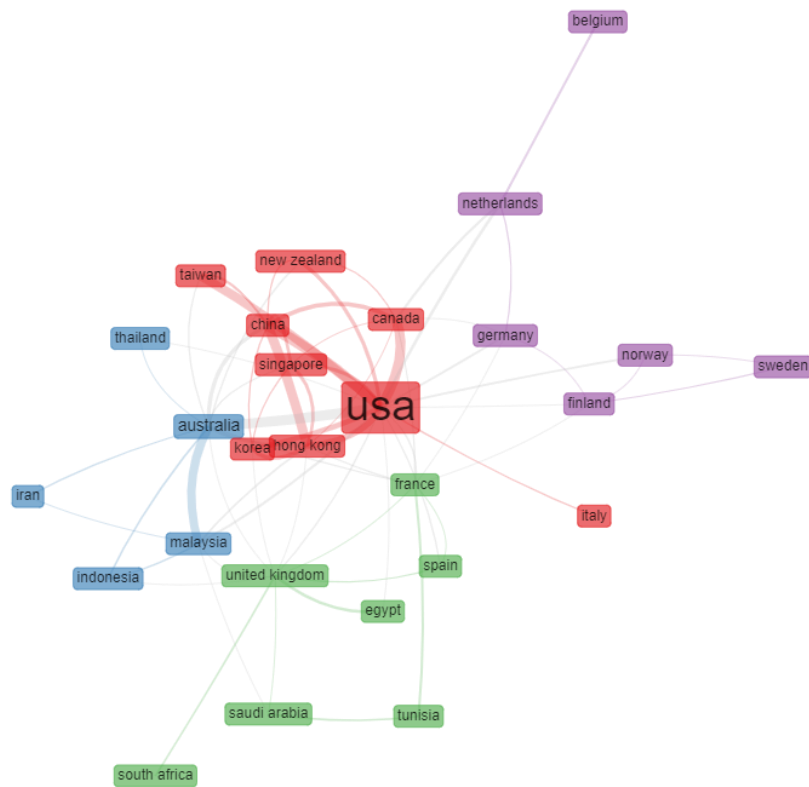 belgium
netherlands
new zealand
taiwan
china
canada
thailand
germany
norway
singapore
sweden
usa
finland
australia
korea
hong kong
france
iran
italy
malaysia
spain
indonesia
united kingdom
egypt
saudi arabia
tunisia
south africa